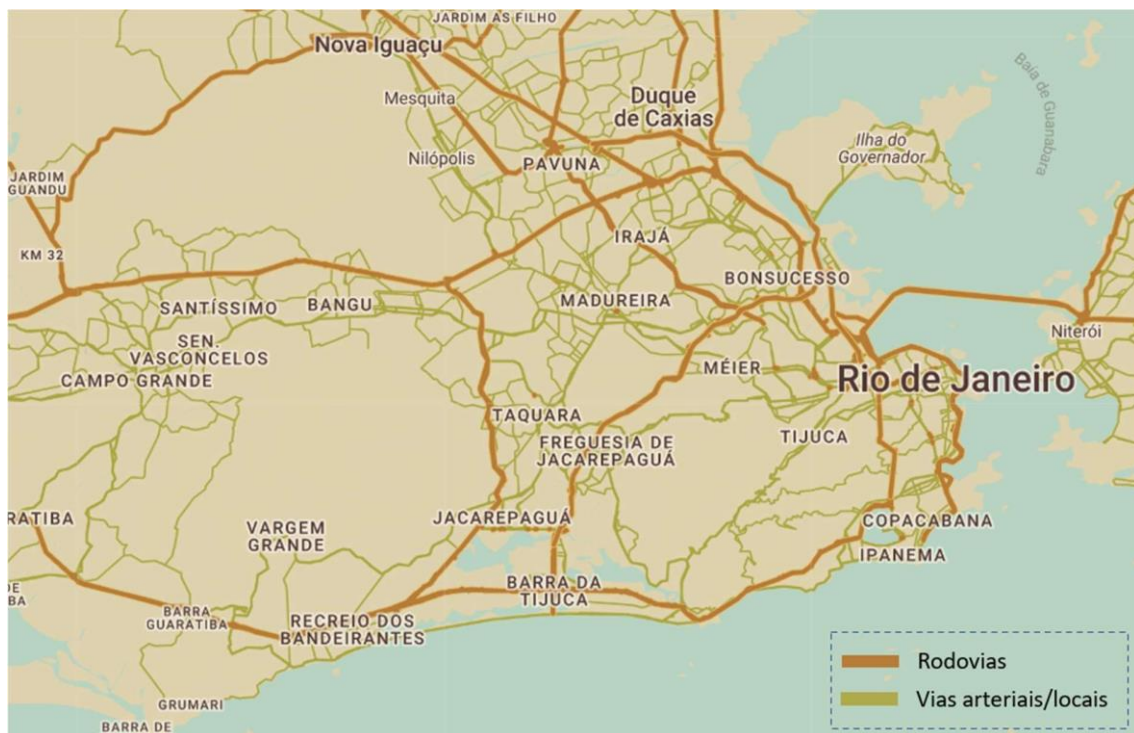 JARDIM AS FILHO
Nova Iguaçu
Mesquita
Duque
de Caxias
Baía de Guanabara
Ilha do
Governador
Nilópolis
PAVUNA
JARDIM
GUANDU
IRAJÁ
KM 32
BONSUCESSO
SANTÍSSIMO
BANGU
MADUREIRA
Niterói
SEN.
VASCONCELOS
CAMPO GRANDE
MÉIER
Rio de Janeiro
TAQUARA
TIJUCA
FREGUESIA DE
JACAREPAGUÁ
RATIBA
VARGEM
GRANDE
JACAREPAGUÁ
COPACABANA
IPANEMA
DE
BA
BARRA DA
TIJUCA
BARRA
GUARATIBA
RECREIO DOS
BANDEIRANTES
GRUMARI
BARRA DE
Rodovias
Vias arteriais/locais